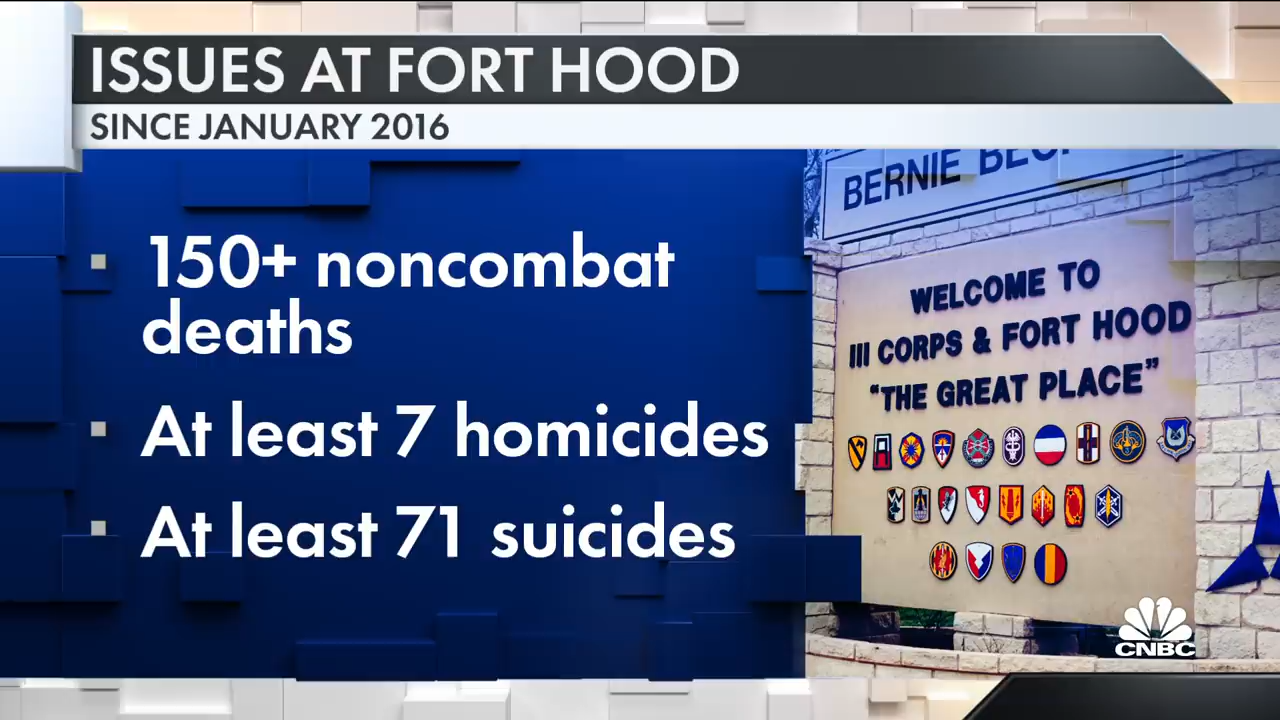 ISSUES AT FORT HOOD
SINCE JANUARY 2016
150+ noncombat
deaths
At least 7 homicides
At least 71 suicides
BERNIE
WELCOME TO
III CORPS & FORT HOOD
"THE GREAT PLACE"
CNBC